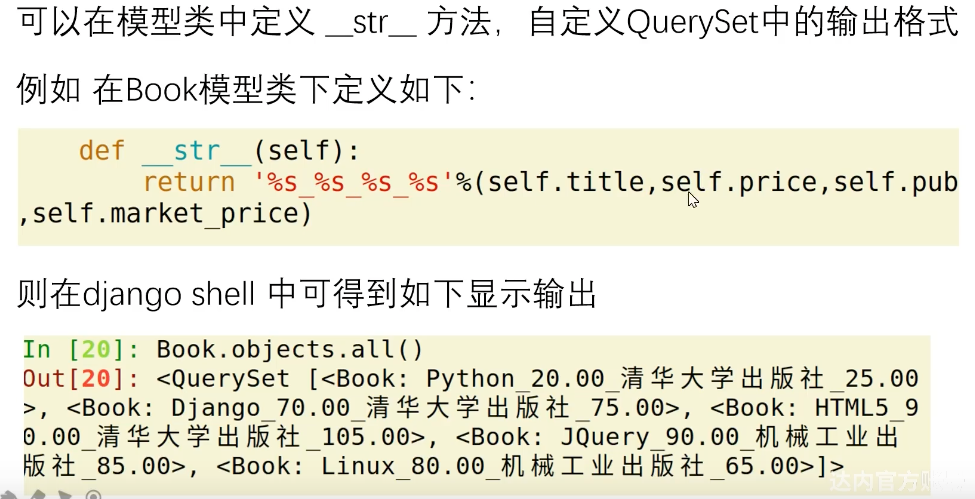 可以在模型类中定义 __str__ 方法，自定义QuerySet中的输出格式
例如 在Book模型类下定义如下：
def __str__(self):
return '%s_%s_%s_%s'%(self.title,self.price,self.pub
,self.market_price)
则在django shell 中可得到如下显示输出
In [20]: Book.objects.all()
Out[20]: <QuerySet [<Book: Python_20.00_清华大学出版社_25.00
>, <Book: Django_70.00_清华大学出版社_75.00>, <Book: HTML5_9
0.00_清华大学出版社_105.00>, <Book: JQuery_90.00_机械工业出
版社_85.00>, <Book: Linux_80.00_机械工业出版社_65.00>]>
达内官方